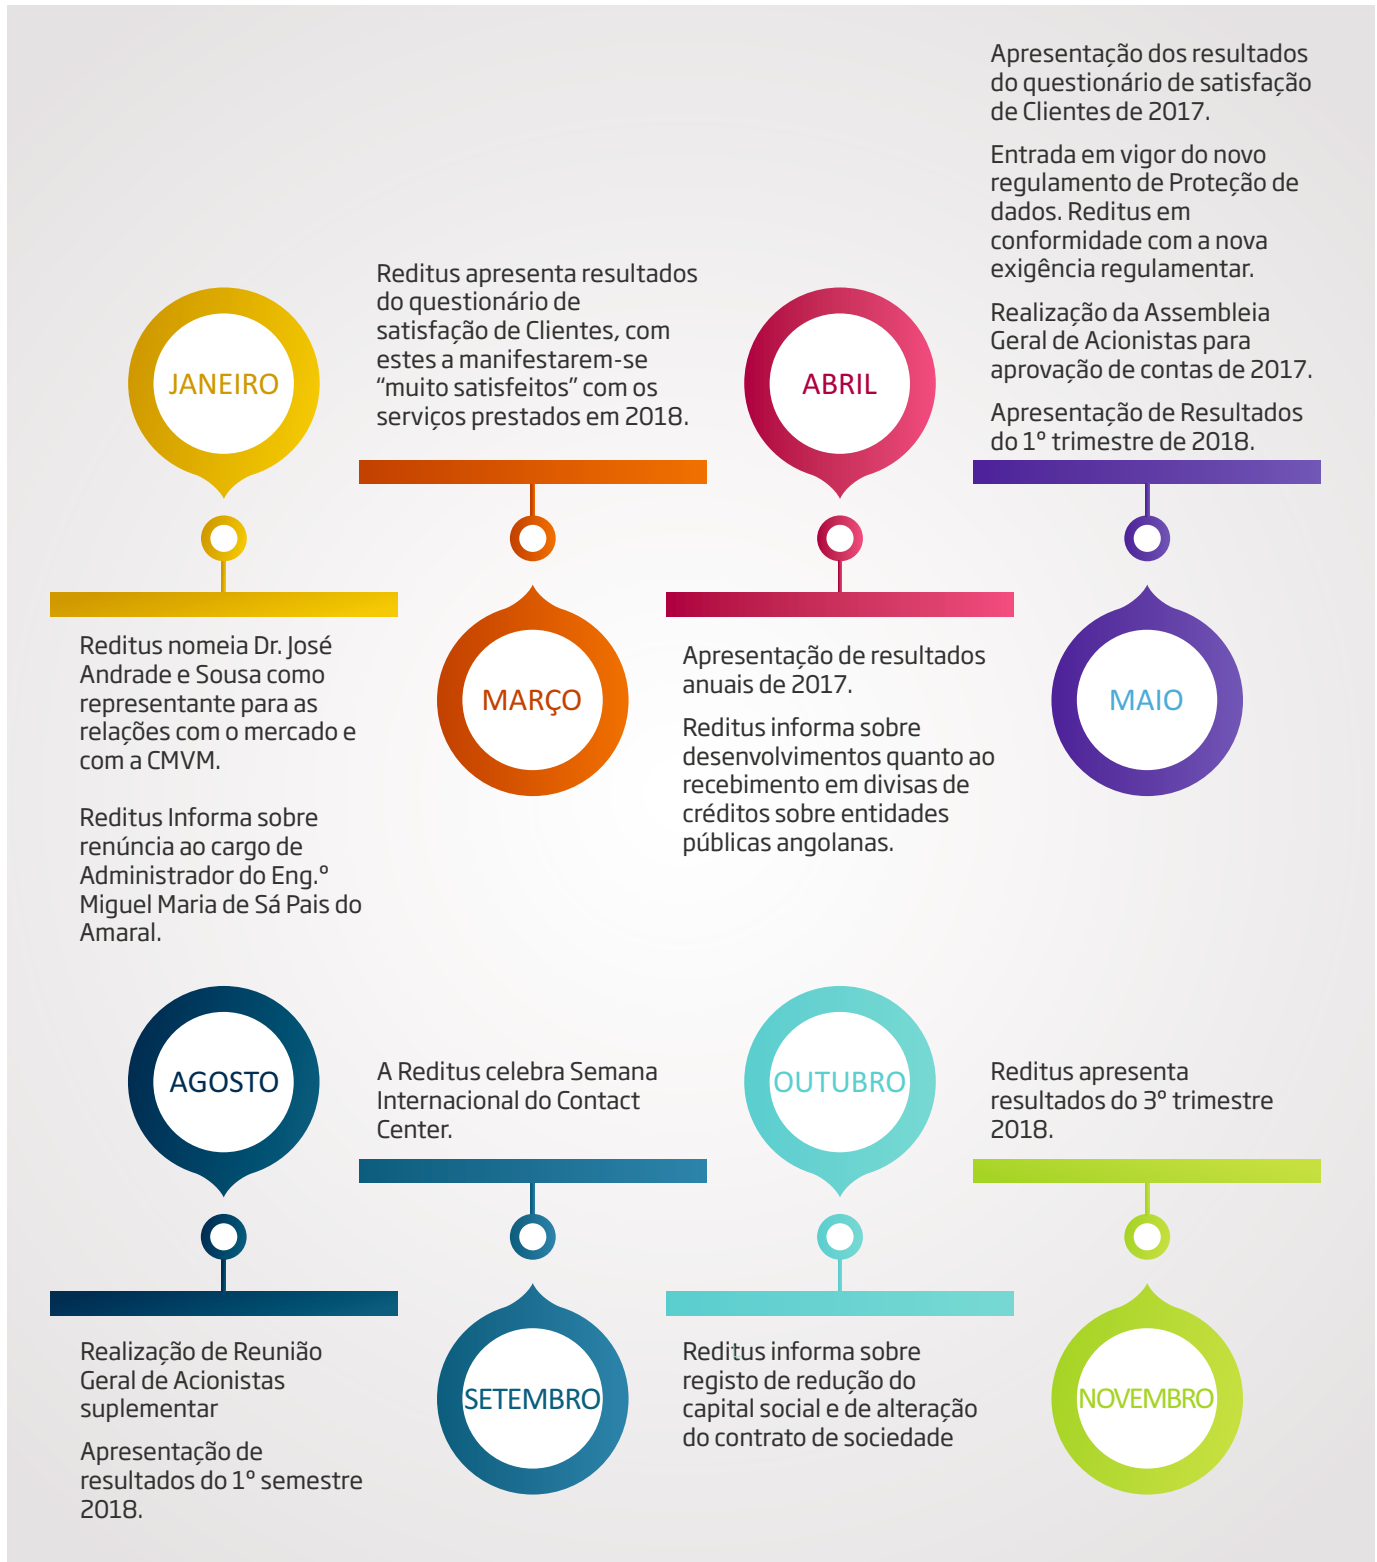 JANEIRO
Reditus nomeia Dr. José
Andrade e Sousa como
representante para as
relações com o mercado e
com a CMVM.
Reditus Informa sobre
renúncia ao cargo de
Administrador do Eng.º
Miguel Maria de Sá Pais do
Amaral.
Reditus apresenta resultados
do questionário de
satisfação de Clientes, com
estes a manifestarem-se
“muito satisfeitos” com os
serviços prestados em 2018.
MARÇO
ABRIL
Apresentação de resultados
anuais de 2017.
Reditus informa sobre
desenvolvimentos quanto ao
recebimento em divisas de
créditos sobre entidades
públicas angolanas.
Apresentação dos resultados
do questionário de satisfação
de Clientes de 2017.
Entrada em vigor do novo
regulamento de Proteção de
dados. Reditus em
conformidade com a nova
exigência regulamentar.
Realização da Assembleia
Geral de Acionistas para
aprovação de contas de 2017.
Apresentação de Resultados
do 1º trimestre de 2018.
MAIO
AGOSTO
Realização de Reunião
Geral de Acionistas
suplementar
Apresentação de
resultados do 1º semestre
2018.
A Reditus celebra Semana
Internacional do Contact
Center.
SETEMBRO
OUTUBRO
Reditus informa sobre
registo de redução do
capital social e de alteração
do contrato de sociedade
Reditus apresenta
resultados do 3º trimestre
2018.
NOVEMBRO